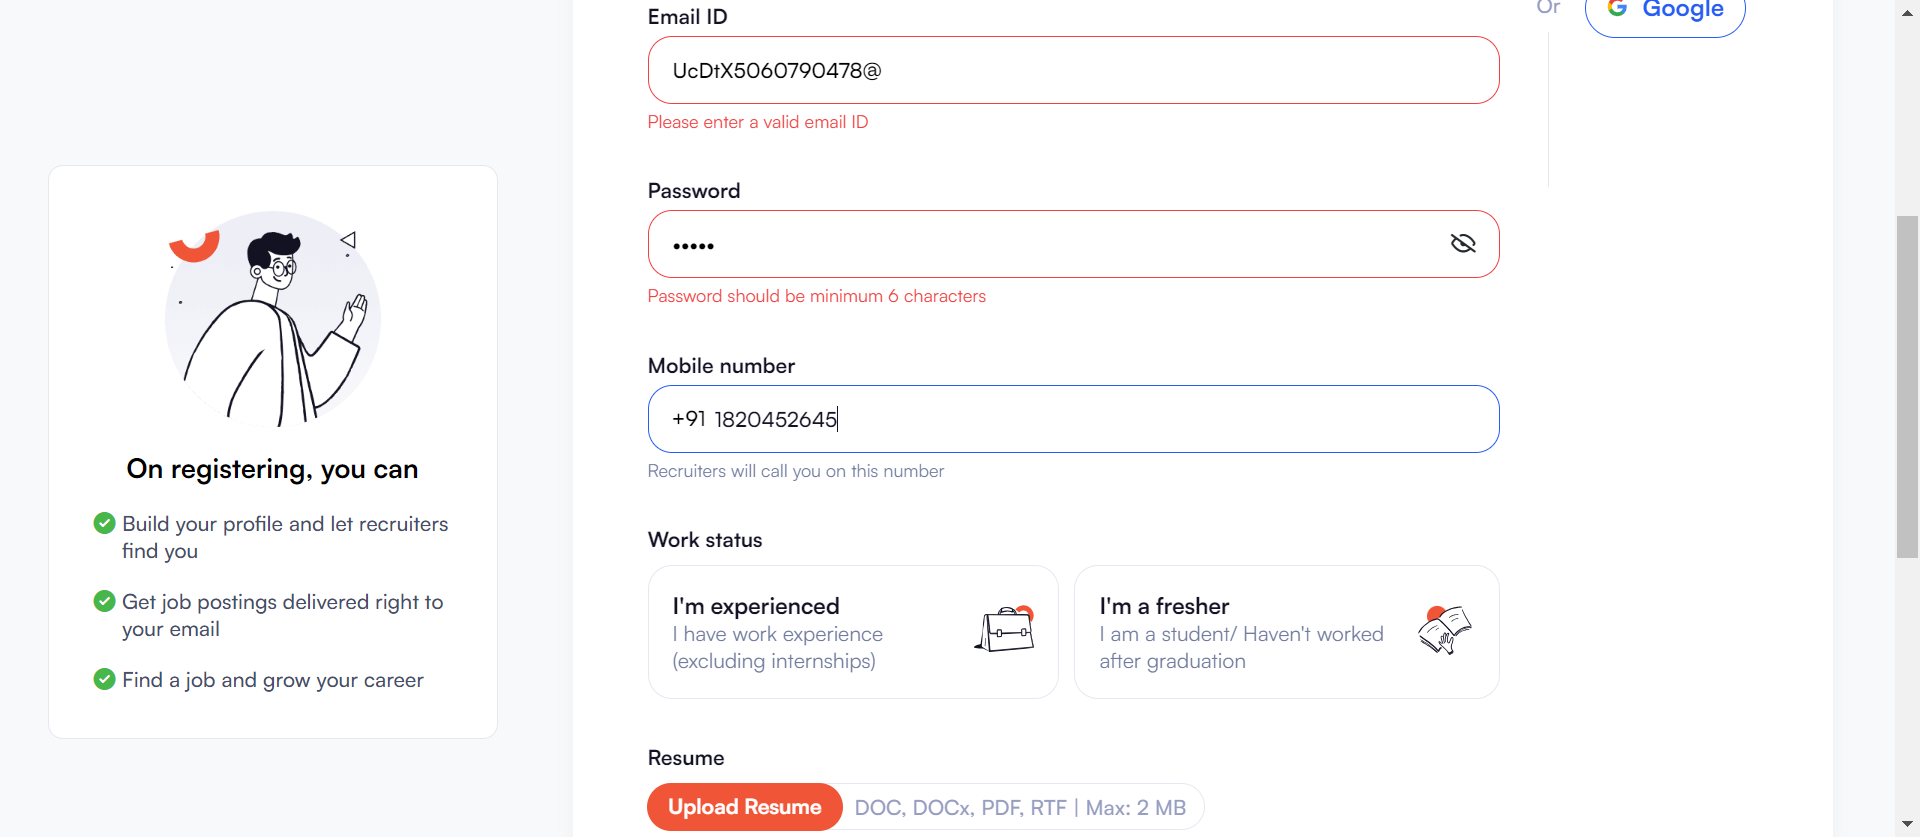 Email ID
Or
Google
UcDtX5060790478@
Please enter a valid email ID
Password
•••••
Password should be minimum 6 characters
Mobile number
+91 1820452645
Recruiters will call you on this number
Work status
I'm experienced
I have work experience
(excluding internships)
I'm a fresher
I am a student/ Haven't worked
after graduation
Resume
Upload Resume
DOC, DOCx, PDF, RTF | Max: 2 MB
On registering, you can
Build your profile and let recruiters
find you
Get job postings delivered right to
your email
Find a job and grow your career